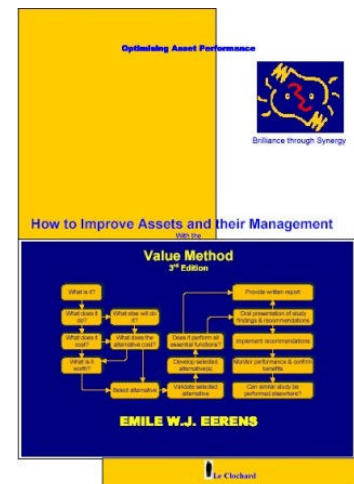 Optimising Asset Performance
Brilliance through Synergy
How to Improve Assets and their Management
With the
Value Method
3rd Edition
What is it?
What does it do?
What else will do it?
What does it cost?
What does the alternative cost?
What is it worth?
Select alternative
Does it perform all essential functions?
Develop selected alternative(s)
Validate selected alternative
Provide written report
Oral presentation of study findings & recommendations
Implement recommendations
Monitor performance & confirm benefits
Can similar study be performed elsewhere?
EMILE W.J. EERENS
Le Clochard